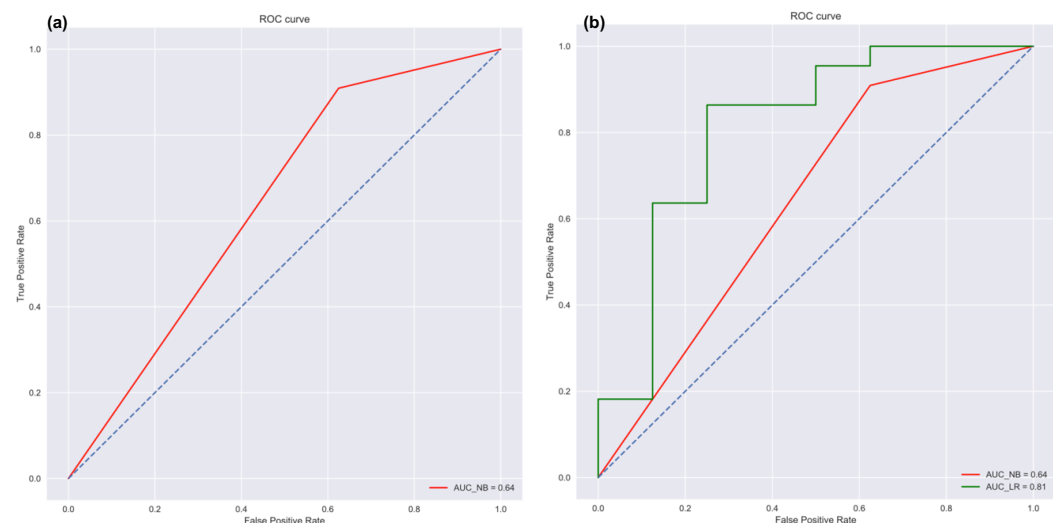 (a)
ROC curve
1.0
0.8
0.6
0.4
0.2
0.0
True Positive Rate
0.0 0.2 0.4 0.6 0.8 1.0
False Positive Rate
AUC_NB = 0.64
(b)
ROC curve
1.0
0.8
0.6
0.4
0.2
0.0
True Positive Rate
0.0 0.2 0.4 0.6 0.8 1.0
False Positive Rate
AUC_NB = 0.64
AUC_LR = 0.81